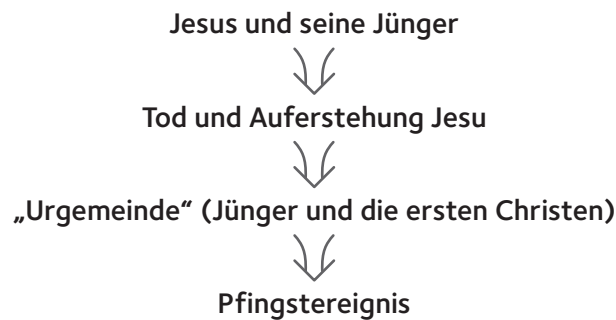 Jesus und seine Jünger
Tod und Auferstehung Jesu
„Urgemeinde“ (Jünger und die ersten Christen)
Pfingstereignis